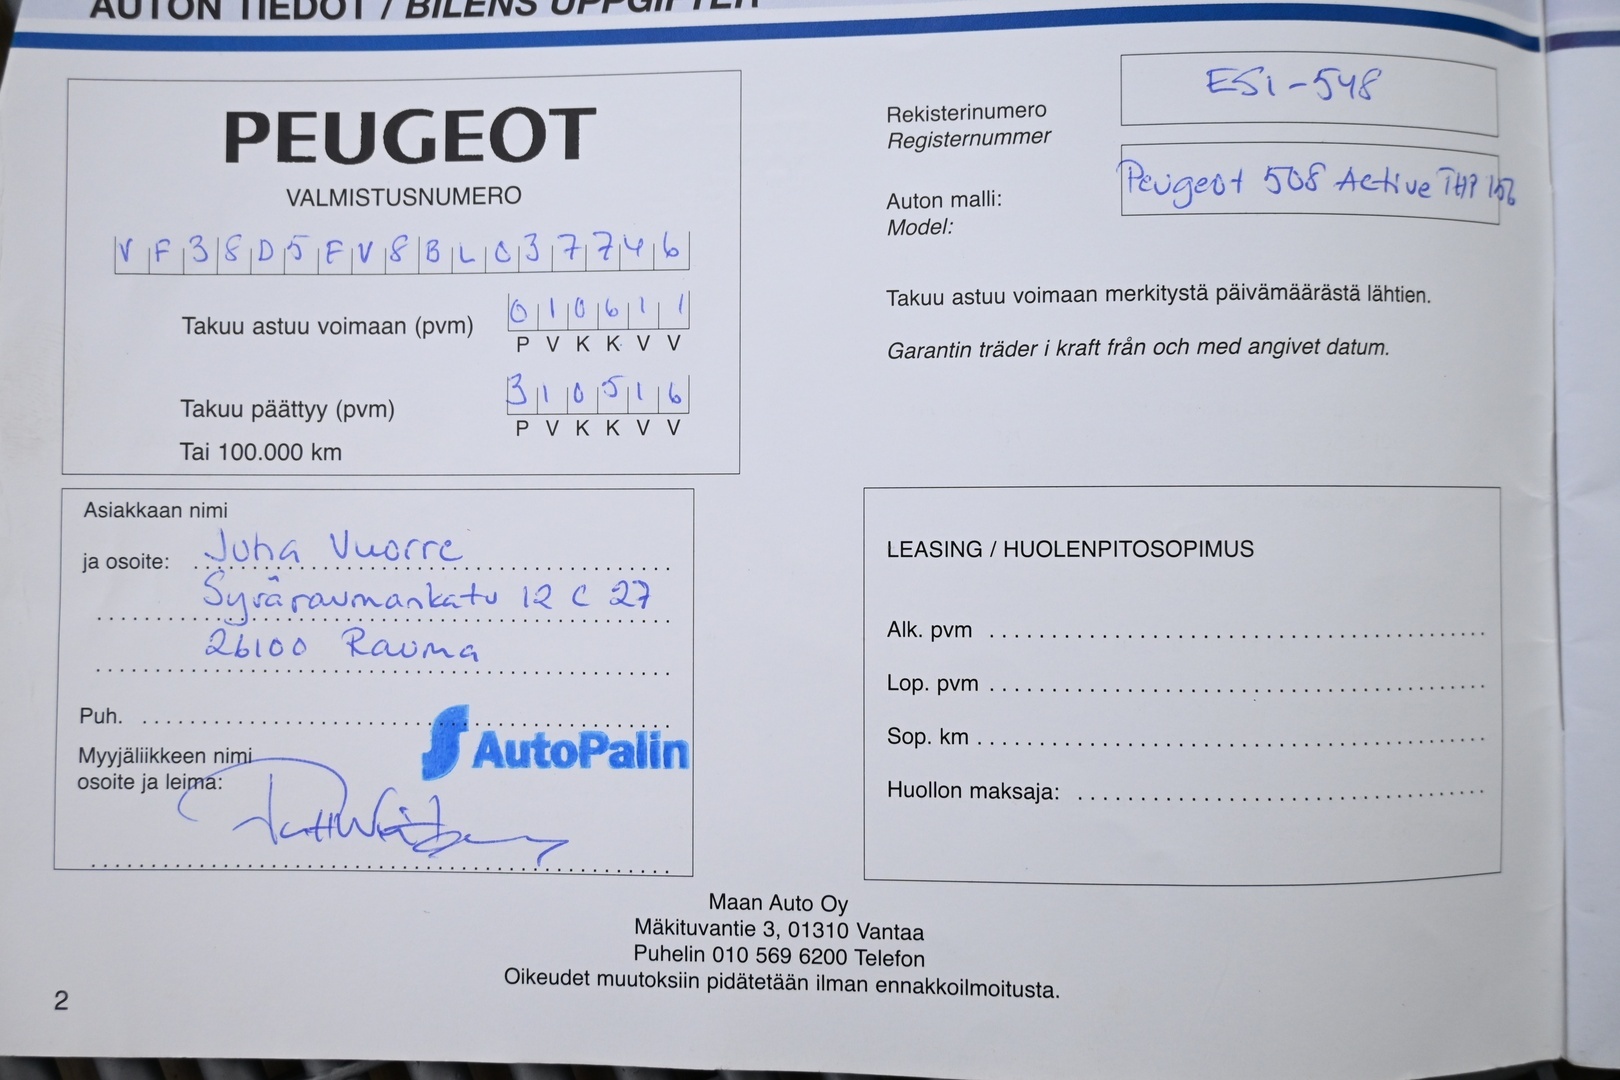 AUTON TIEDOT / BILENS UPPGIFTER
PEUGEOT
VALMISTUSNUMERO
VF38D5FV8BL037746
Takuu astuu voimaan (pvm) 010611
P V K K V V
Takuu päättyy (pvm) 310516
P V K K V V
Tai 100.000 km
Rekisterinumero
Registernummer
ESI-548
Auton malli:
Model:
Peugeot 508 Active THP 156
Takuu astuu voimaan merkitystä päivämäärästä lähtien.
Garantin träder i kraft från och med angivet datum.
Asiakkaan nimi
ja osoite: Juha Vuorre
Syväraumankatu 12 C 27
26100 Rauma
Puh.
AutoPalin
Myyjäliikkeen nimi
osoite ja leima:
LEASING / HUOLENPITOSOPIMUS
Alk. pvm
Lop. pvm
Sop. km
Huollon maksaja:
Maan Auto Oy
Mäkituvantie 3, 01310 Vantaa
Puhelin 010 569 6200 Telefon
Oikeudet muutoksiin pidätetään ilman ennakkoilmoitusta.
2